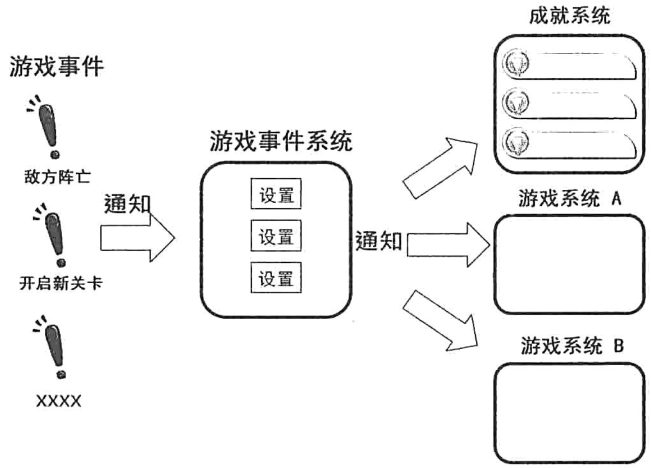 成就系统
游戏事件
游戏事件系统
敌方阵亡
设置
通知
游戏系统 A
设置
通知
开启新关卡
设置
游戏系统 B
XXXX